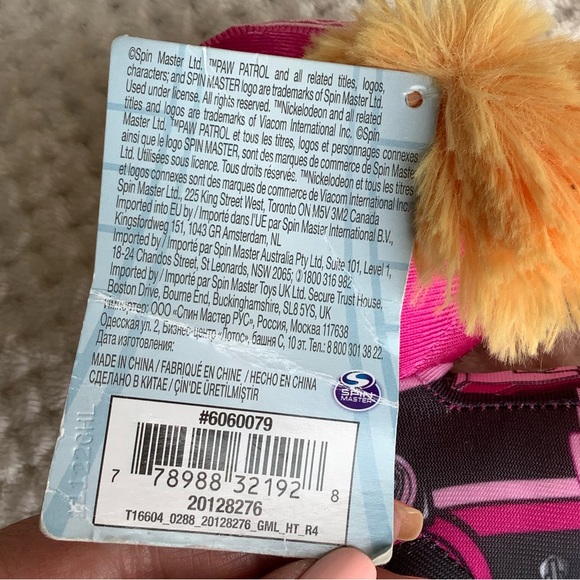 ©Spin Master Ltd. ™PAW PATROL and all related titles, logos,
characters; and SPIN MASTER logo are trademarks of Spin Master Ltd.
Used under license. All rights reserved. ™Nickelodeon and all related
titles and logos are trademarks of Viacom International Inc. ©Spin
Master Ltd. ™PAW PATROL et tous les titres, logos et personnages connexes
ainsi que le logo SPIN MASTER, sont des marques de commerce de Spin Master
Ltd. Utilisées sous licence. Tous droits réservés. ™Nickelodeon et tous les titres
et logos connexes sont des marques de commerce de Viacom International Inc.
Spin Master Ltd., 225 King Street West, Toronto ON M5V 3M2 Canada
Imported into EU by / Importé dans l'UE par Spin Master International B.V.,
Kingsfordweg 151, 1043 GR Amsterdam, NL
Imported by / Importé par Spin Master Australia Pty Ltd, Suite 101, Level 1,
18-24 Chandos Street, St Leonards, NSW 2065; 1800 316 982
Imported by / Importé par Spin Master Toys UK Ltd. Secure Trust House,
Boston Drive, Bourne End, Buckinghamshire, SL8 5YS, UK
Импортер: ООО «Спин Мастер РУС», Россия, Москва 117638
Одесская ул. 2, Бизнес-центр «Лотос», башня С, 10 эт. Тел.: 8 800 301 38 22
Дата изготовления:
MADE IN CHINA / FABRIQUÉ EN CHINE / HECHO EN CHINA
СДЕЛАНО В КИТАЕ / ÇIN'DE ÜRETİLMİŞTİR
SPIN
MASTER
#6060079
7 78988 32192 8
20128276
T16604_0288_20128276_GML_HT_R4